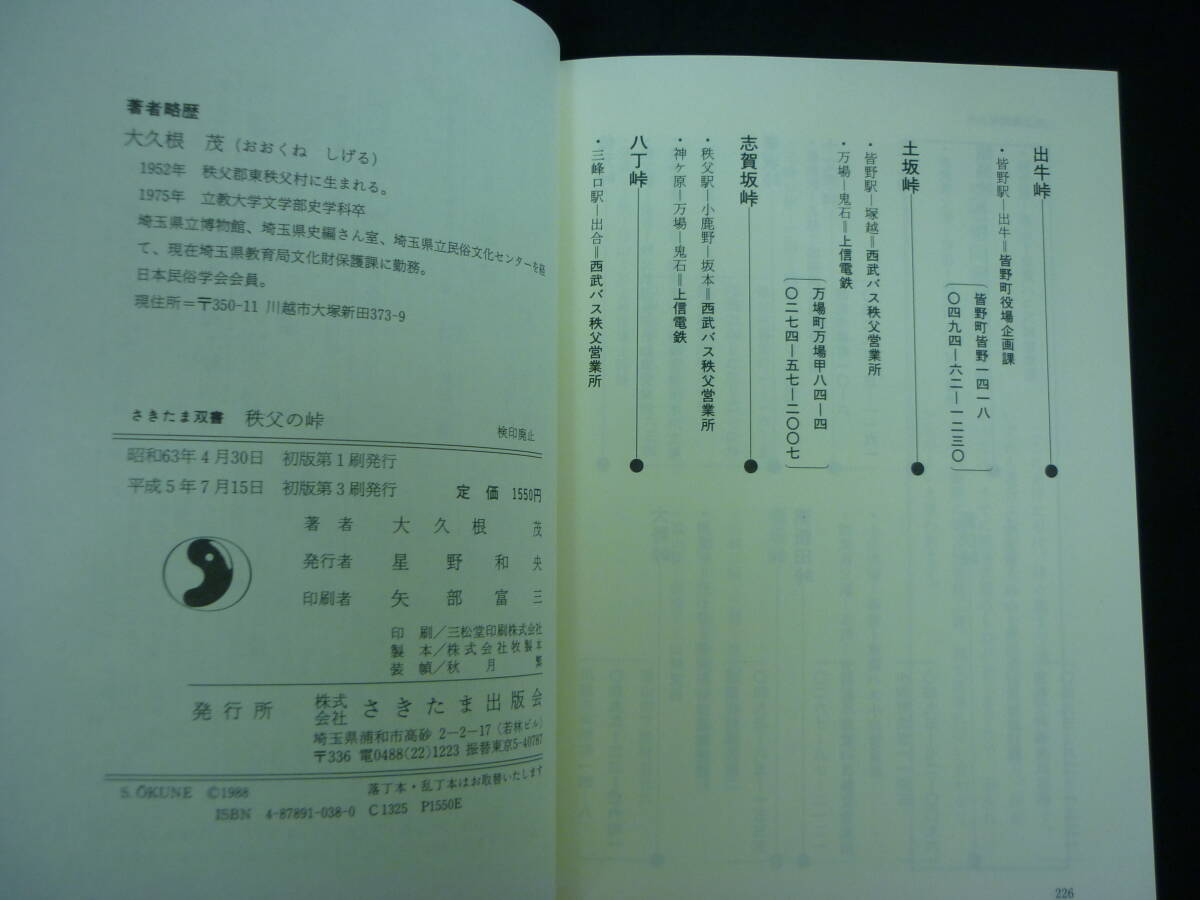 出牛峠
・皆野駅―出牛＝皆野町役場企画課
皆野町皆野一四一八
〇四九四―六二―一二三〇
土坂峠
・皆野駅―塚越＝西武バス秩父営業所
・万場―鬼石＝上信電鉄
万場町万場甲八四―四
〇二七四―五七―二〇〇七
志賀坂峠
・秩父駅―小鹿野―坂本＝西武バス秩父営業所
・神ヶ原―万場―鬼石＝上信電鉄
八丁峠
・三峰口駅―出合＝西武バス秩父営業所
226
著者略歴
大久根　茂（おおくね　しげる）
1952年　秩父郡東秩父村に生まれる。
1975年　立教大学文学部史学科卒
埼玉県立博物館、埼玉県史編さん室、埼玉県立民俗文化センターを経
て、現在埼玉県教育局文化財保護課に勤務。
日本民俗学会会員。
現住所＝〒350-11 川越市大塚新田373-9
さきたま双書　秩父の峠
検印廃止
昭和63年4月30日　初版第1刷発行
平成5年7月15日　初版第3刷発行　定　価　1550円
著　者　大　久　根　茂
発行者　星　野　和　央
印刷者　矢　部　富　三
印　刷／三松堂印刷株式会社
製　本／株式会社牧製本
装　幀／秋　月　繁
発行所　株式会社　さきたま出版会
埼玉県浦和市高砂 2-2-17（若林ビル）
〒336 電0488(22)1223 振替東京5-40787
落丁本・乱丁本はお取替いたします
S. ŌKUNE ©1988
ISBN 4-87891-038-0 C1325 P1550E